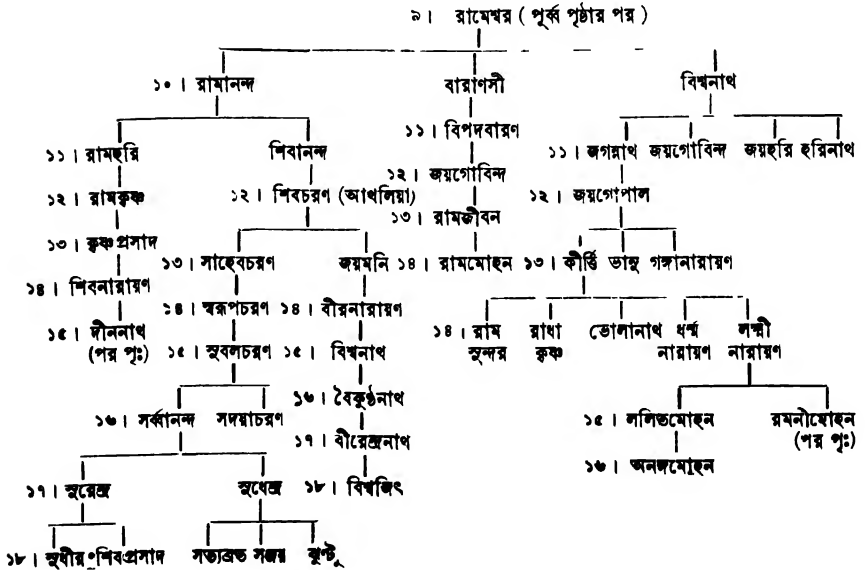 ৯। রামেশ্বর ( পূর্ব্ব পৃষ্ঠার পর )
১০। রামানন্দ বারাণসী বিশ্বনাথ
১১। রামহরি শিবানন্দ ১১। বিপদবারণ ১১। জগন্নাথ জয়গোবিন্দ জয়হরি হরিনাথ
১২। রামকৃষ্ণ ১২। শিবচরণ (আখলিয়া) ১২। জয়গোবিন্দ ১২। জয়গোপাল
১৩। কৃষ্ণপ্রসাদ ১৩। রামজীবন
১৩। সাহেবচরণ জয়মনি ১৪। রামমোহন ১৩। কীর্ত্তি ভানু গঙ্গানারায়ণ
১৪। শিবনারায়ণ ১৪। স্বরূপচরণ ১৪। বীরনারায়ণ
১৫। দীননাথ ১৪। রাম রাধা ভোলানাথ ধর্ম্ম লক্ষ্মী
(পর পৃঃ) ১৫। সুবলচরণ ১৫। বিশ্বনাথ সুন্দর কৃষ্ণ নারায়ণ নারায়ণ
১৬। বৈকুণ্ঠনাথ
১৬। সর্ব্বানন্দ সদয়াচরণ ১৫। ললিতমোহন রমনীমোহন
১৭। বীরেন্দ্রনাথ (পর পৃঃ)
১৬। অনঙ্গমোহন
১৭। সুরেন্দ্র সুখেন্দ্র ১৮। বিশ্বজিৎ
১৮। সুধীর শিবপ্রসাদ সত্যব্রত সঞ্জয় ঝুণ্টু